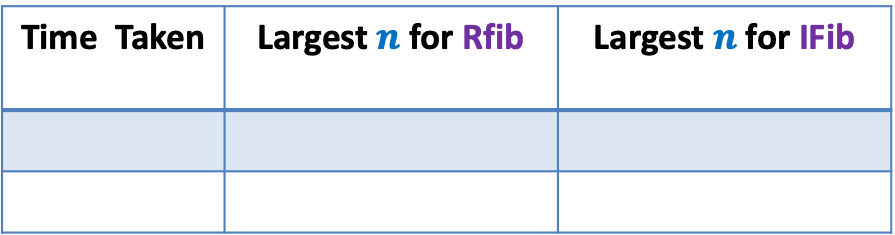 Time Taken
Largest n for Rfib
Largest n for IFib